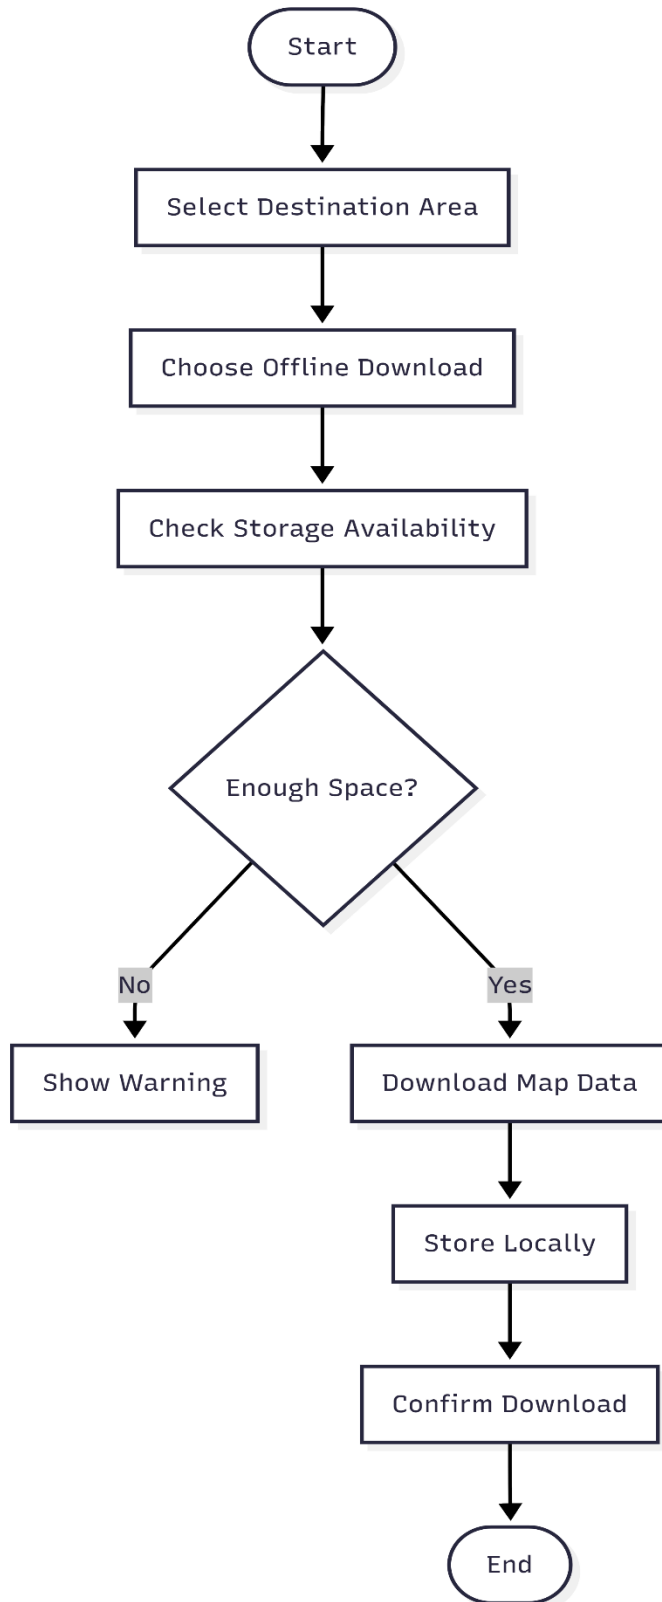 Start
Select Destination Area
Choose Offline Download
Check Storage Availability
Enough Space?
No
Yes
Show Warning
Download Map Data
Store Locally
Confirm Download
End